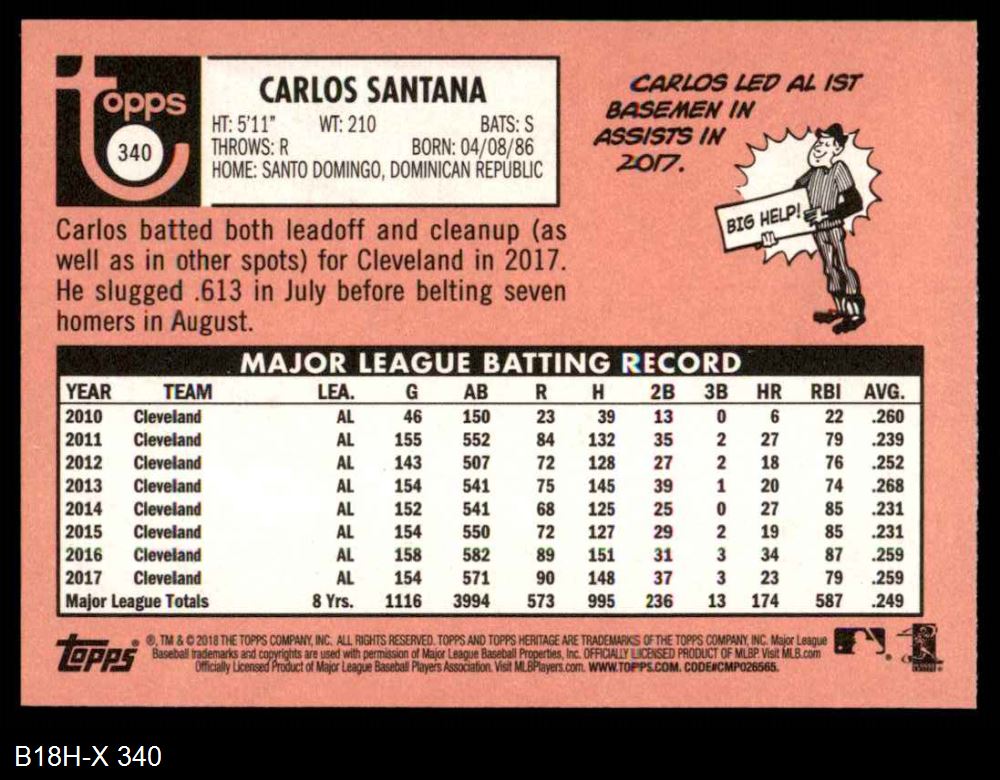 Topps
340
CARLOS SANTANA
HT: 5'11" WT: 210 BATS: S
THROWS: R BORN: 04/08/86
HOME: SANTO DOMINGO, DOMINICAN REPUBLIC
CARLOS LED AL 1ST
BASEMEN IN
ASSISTS IN
2017.
BIG HELP!
Carlos batted both leadoff and cleanup (as
well as in other spots) for Cleveland in 2017.
He slugged .613 in July before belting seven
homers in August.
MAJOR LEAGUE BATTING RECORD
YEAR TEAM LEA. G AB R H 2B 3B HR RBI AVG.
2010 Cleveland AL 46 150 23 39 13 0 6 22 .260
2011 Cleveland AL 155 552 84 132 35 2 27 79 .239
2012 Cleveland AL 143 507 72 128 27 2 18 76 .252
2013 Cleveland AL 154 541 75 145 39 1 20 74 .268
2014 Cleveland AL 152 541 68 125 25 0 27 85 .231
2015 Cleveland AL 154 550 72 127 29 2 19 85 .231
2016 Cleveland AL 158 582 89 151 31 3 34 87 .259
2017 Cleveland AL 154 571 90 148 37 3 23 79 .259
Major League Totals 8 Yrs. 1116 3994 573 995 236 13 174 587 .249
Topps ® ®, TM & © 2018 THE TOPPS COMPANY, INC. ALL RIGHTS RESERVED. TOPPS AND TOPPS HERITAGE ARE TRADEMARKS OF THE TOPPS COMPANY, INC. Major League
Baseball trademarks and copyrights are used with permission of Major League Baseball Properties, Inc. OFFICIALLY LICENSED PRODUCT OF MLBP. Visit MLB.com
Officially Licensed Product of Major League Baseball Players Association. Visit MLBPlayers.com. WWW.TOPPS.COM. CODE#CMP026565.
B18H-X 340